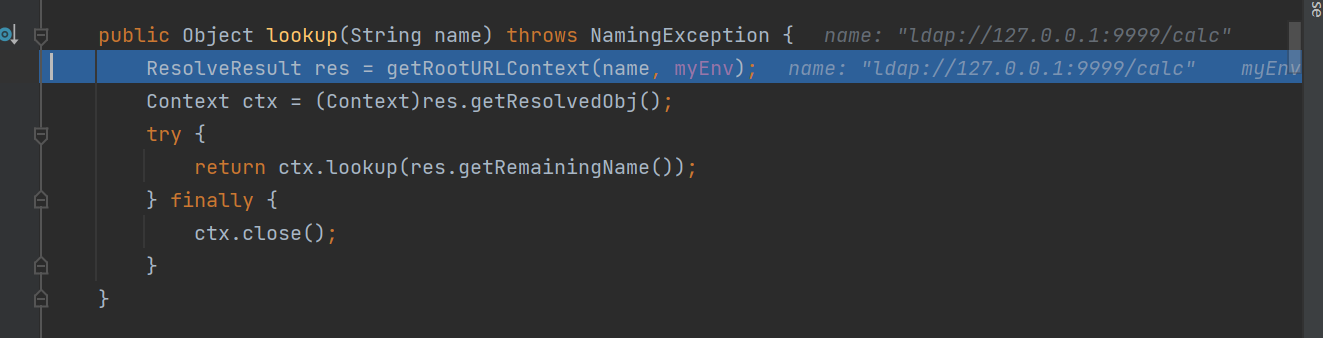 public Object lookup(String name) throws NamingException {   name: "ldap://127.0.0.1:9999/calc"
    ResolveResult res = getRootURLContext(name, myEnv);   name: "ldap://127.0.0.1:9999/calc"    myEnv
    Context ctx = (Context)res.getResolvedObj();
    try {
        return ctx.lookup(res.getRemainingName());
    } finally {
        ctx.close();
    }
}
se